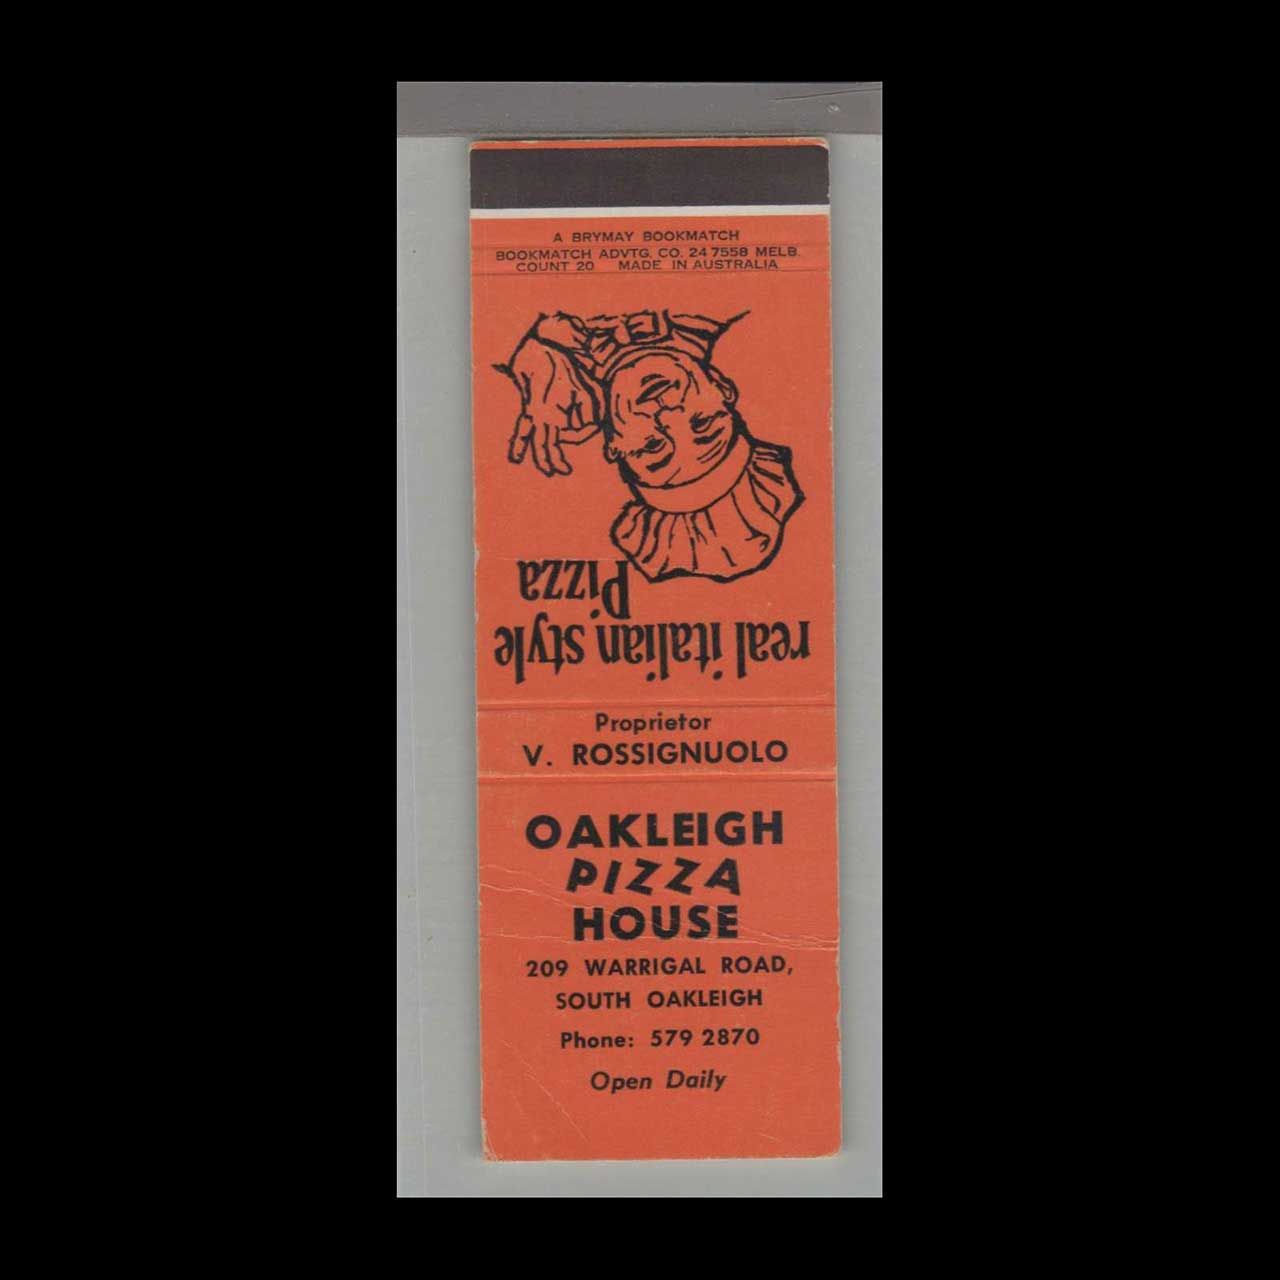 A BRYMAY BOOKMATCH
BOOKMATCH ADVTG. CO. 24 7558 MELB.
COUNT 20 MADE IN AUSTRALIA
real italian style
Pizza
Proprietor
V. ROSSIGNUOLO
OAKLEIGH
PIZZA
HOUSE
209 WARRIGAL ROAD,
SOUTH OAKLEIGH
Phone: 579 2870
Open Daily